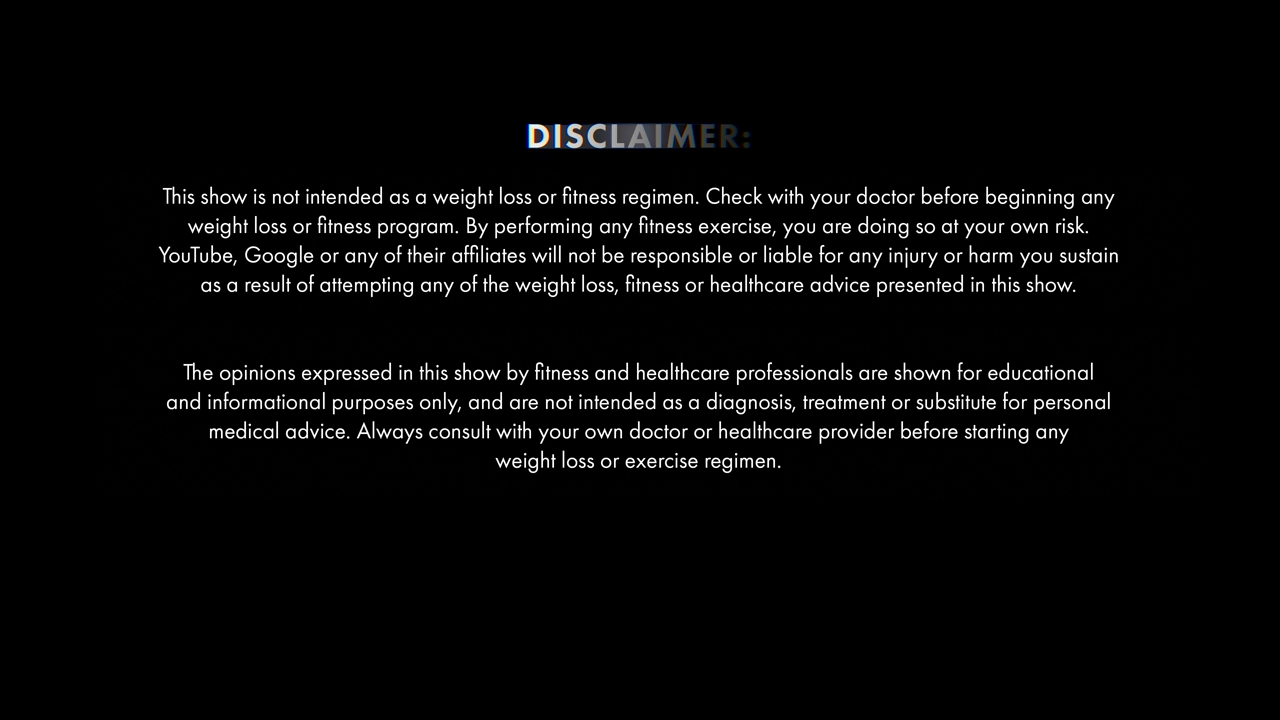 DISCLAIMER:
This show is not intended as a weight loss or fitness regimen. Check with your doctor before beginning any
weight loss or fitness program. By performing any fitness exercise, you are doing so at your own risk.
YouTube, Google or any of their affiliates will not be responsible or liable for any injury or harm you sustain
as a result of attempting any of the weight loss, fitness or healthcare advice presented in this show.
The opinions expressed in this show by fitness and healthcare professionals are shown for educational
and informational purposes only, and are not intended as a diagnosis, treatment or substitute for personal
medical advice. Always consult with your own doctor or healthcare provider before starting any
weight loss or exercise regimen.